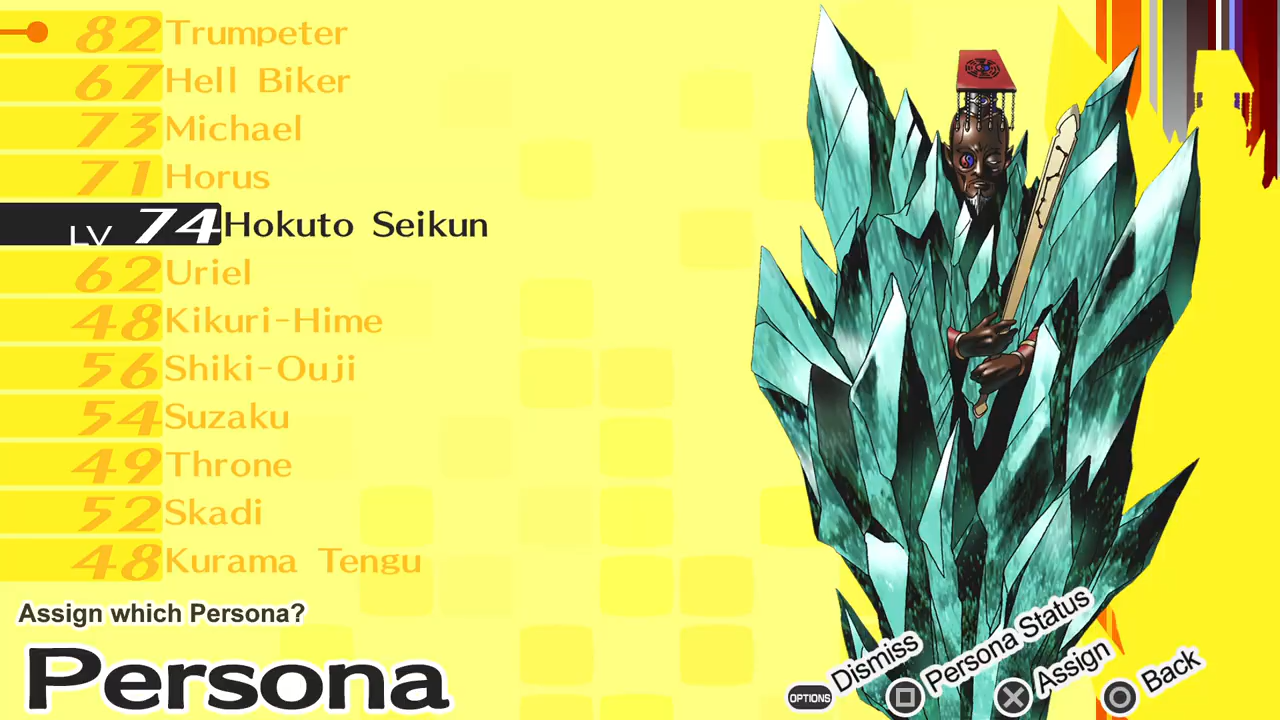 82 Trumpeter
67 Hell Biker
73 Michael
71 Horus
LV 74 Hokuto Seikun
62 Uriel
48 Kikuri-Hime
56 Shiki-Ouji
54 Suzaku
49 Throne
52 Skadi
48 Kurama Tengu
Assign which Persona?
Persona
OPTIONS Dismiss
Persona Status
Assign
Back